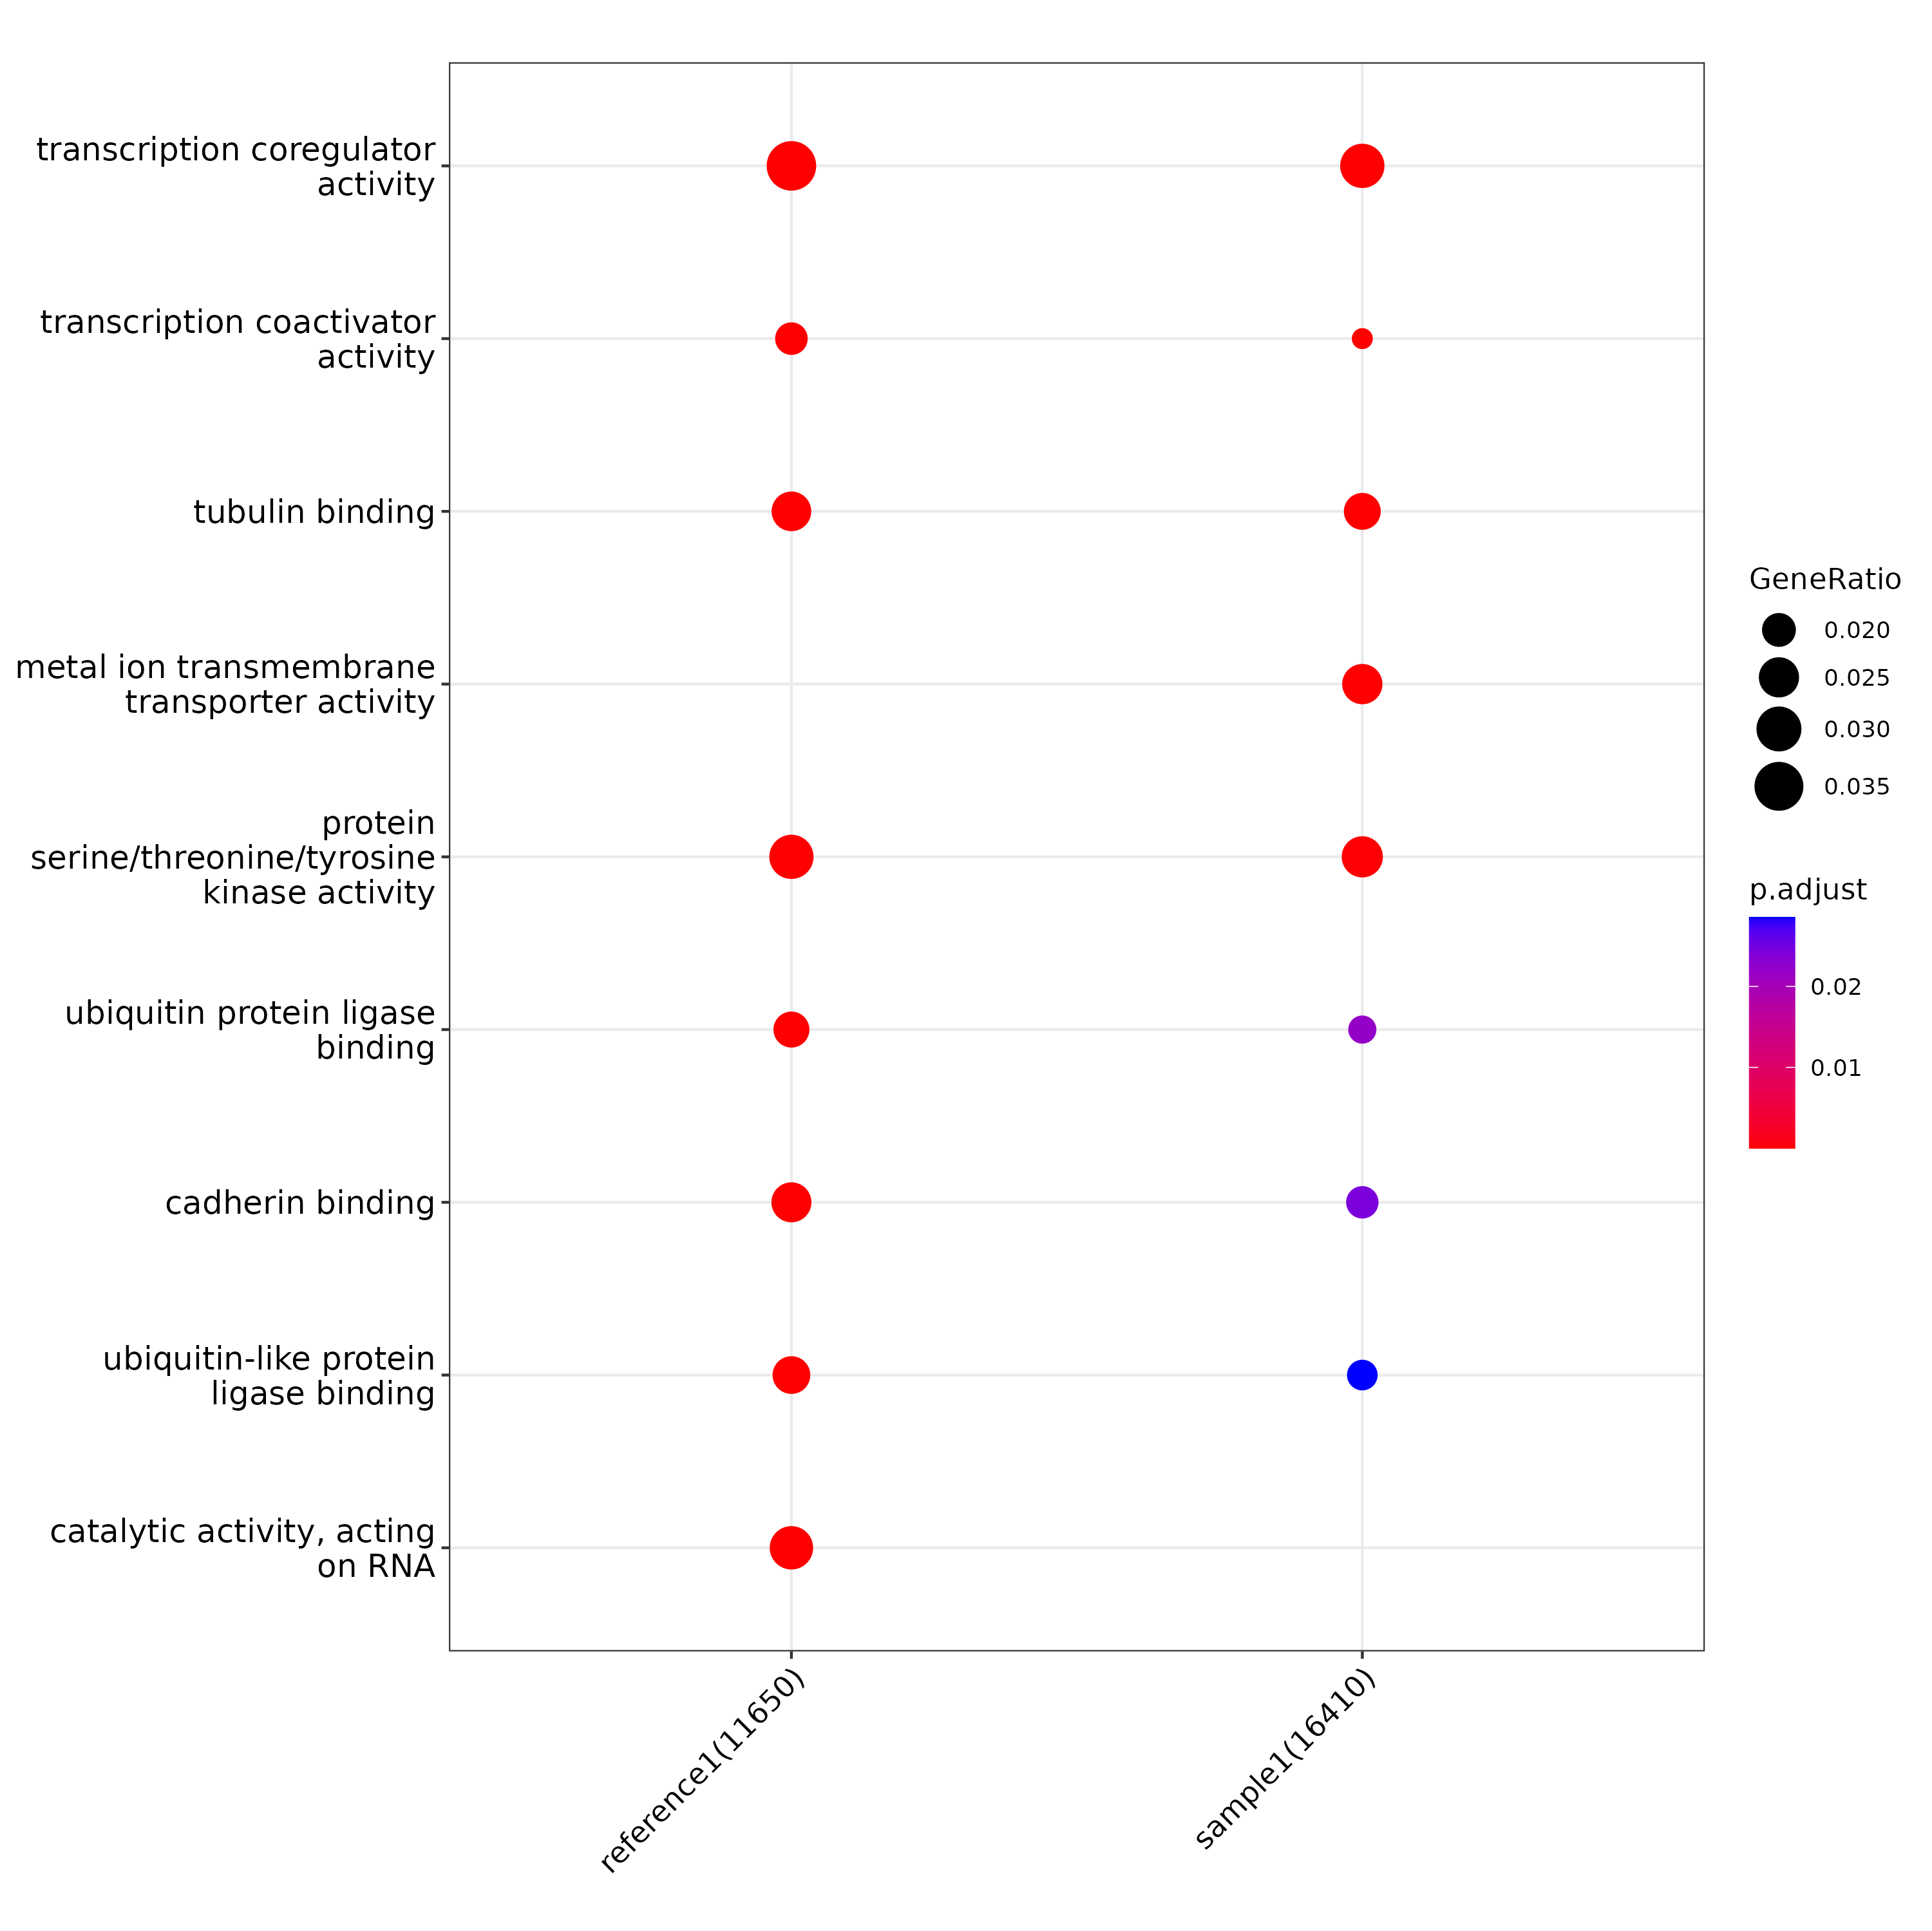 transcription coregulator
activity
transcription coactivator
activity
tubulin binding
metal ion transmembrane
transporter activity
protein
serine/threonine/tyrosine
kinase activity
ubiquitin protein ligase
binding
cadherin binding
ubiquitin-like protein
ligase binding
catalytic activity, acting
on RNA
reference1(11650)
sample1(16410)
GeneRatio
0.020
0.025
0.030
0.035
p.adjust
0.02
0.01